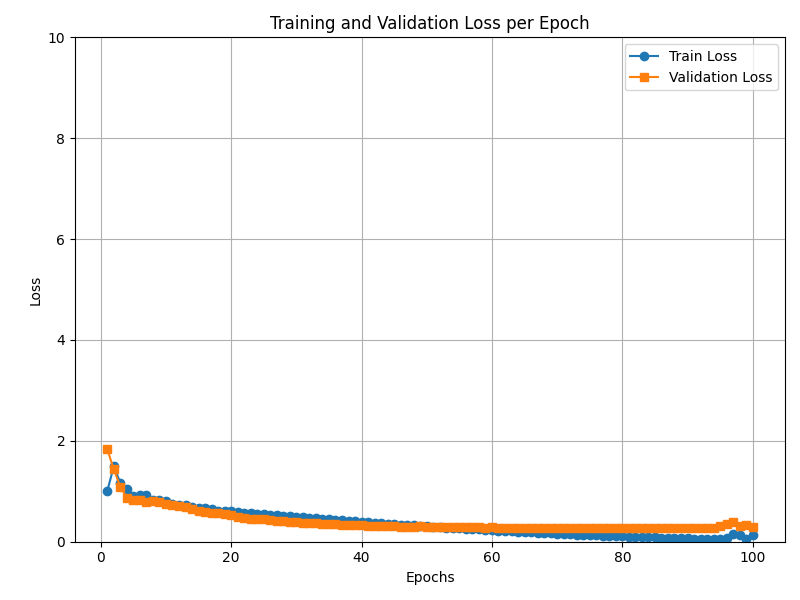 Training and Validation Loss per Epoch
10
8
6
4
2
0
Loss
Train Loss
Validation Loss
0 20 40 60 80 100
Epochs